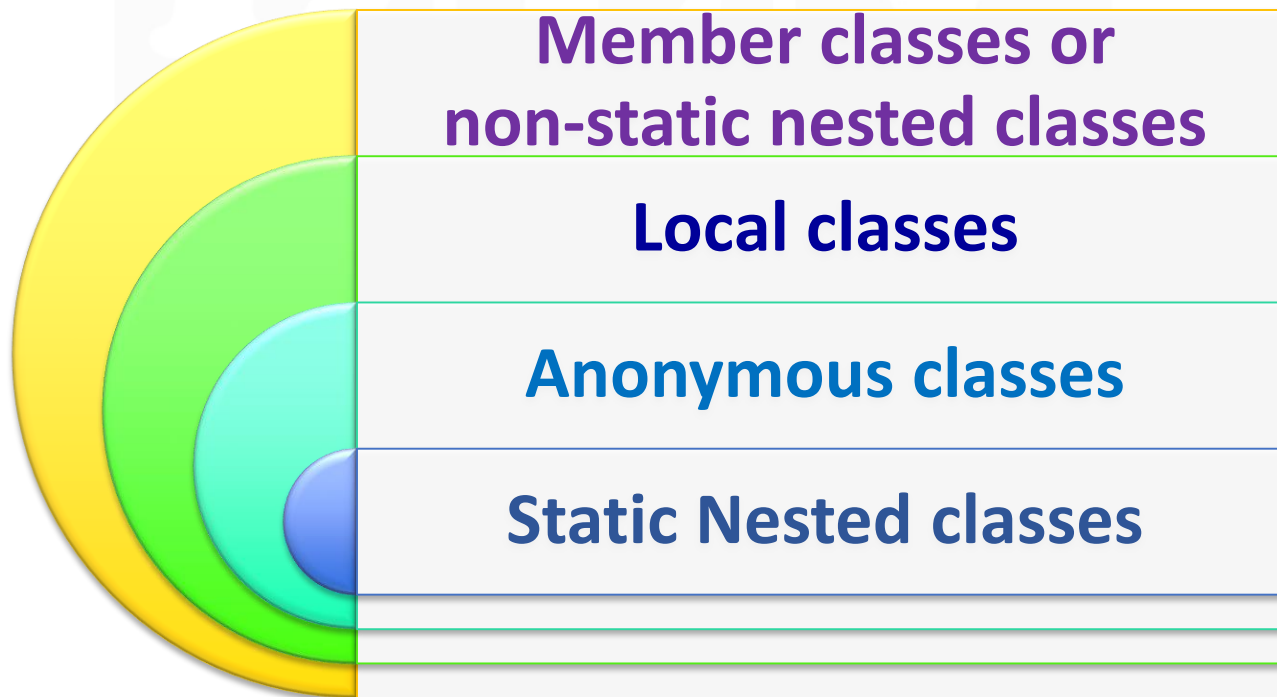 Member classes or
non-static nested classes
Local classes
Anonymous classes
Static Nested classes